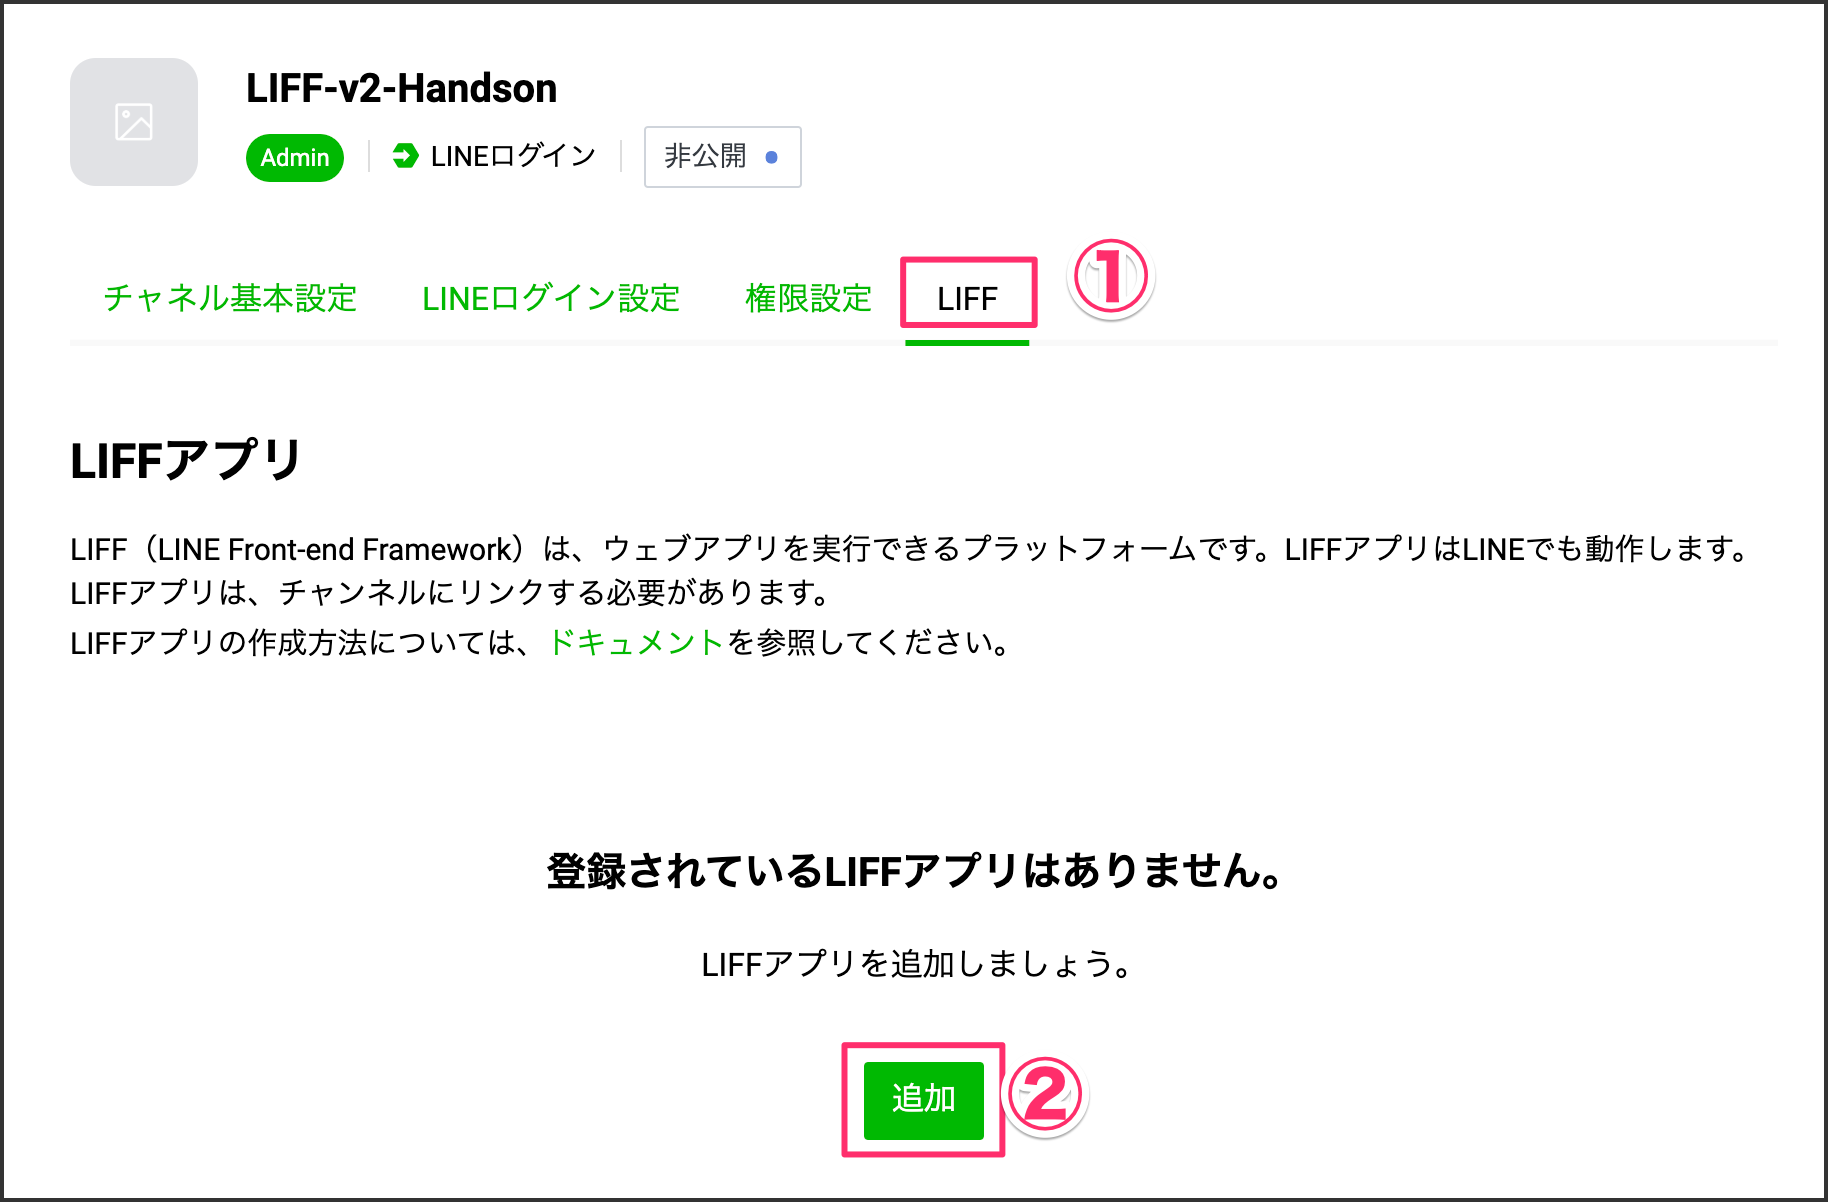 LIFF-v2-Handson
Admin LINEログイン 非公開
チャネル基本設定 LINEログイン設定 権限設定 LIFF ①
LIFFアプリ
LIFF（LINE Front-end Framework）は、ウェブアプリを実行できるプラットフォームです。LIFFアプリはLINEでも動作します。
LIFFアプリは、チャンネルにリンクする必要があります。
LIFFアプリの作成方法については、ドキュメントを参照してください。
登録されているLIFFアプリはありません。
LIFFアプリを追加しましょう。
追加 ②